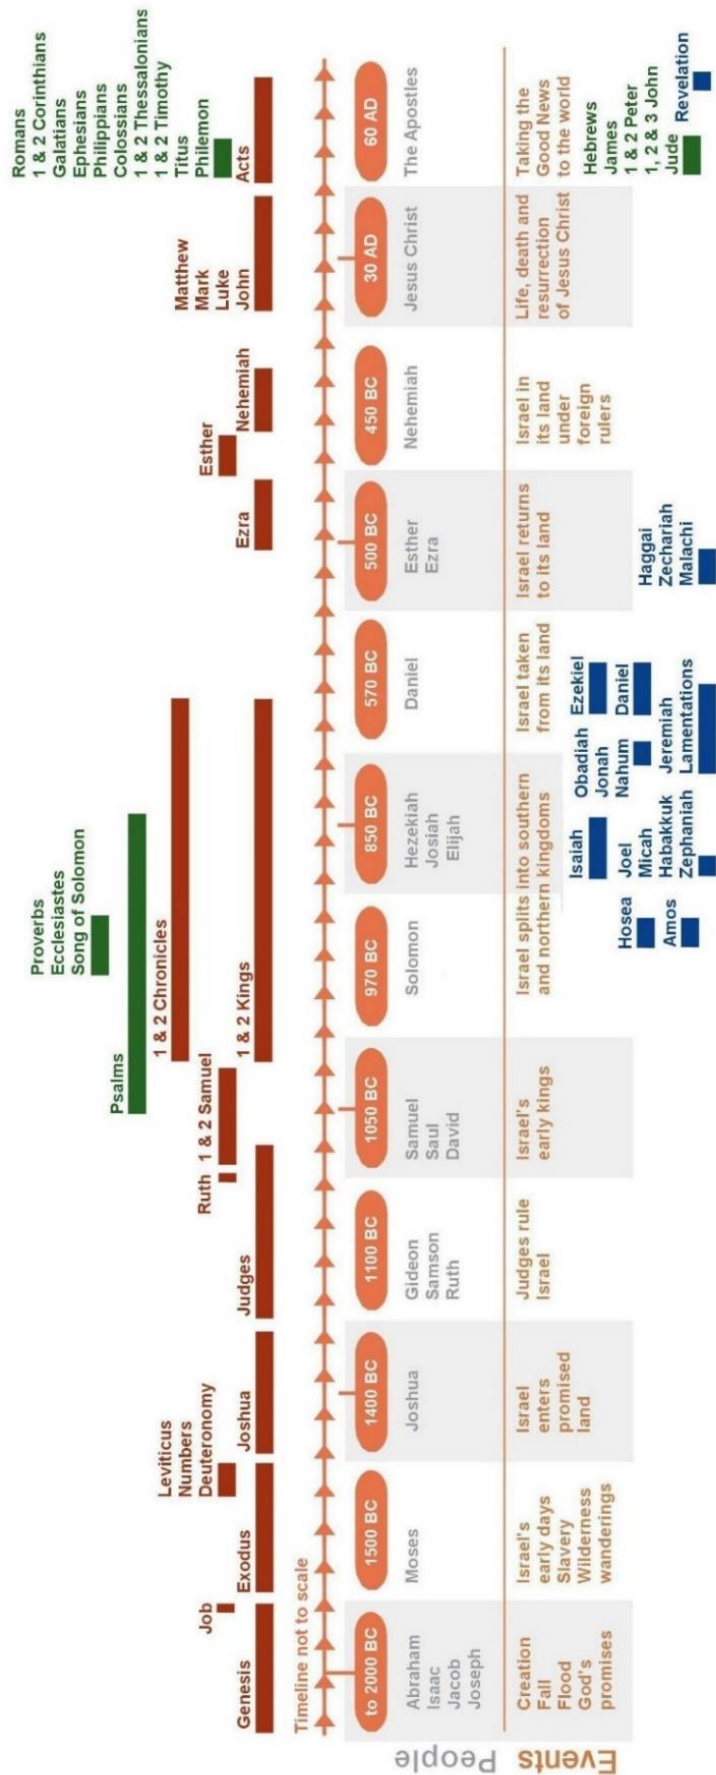 Romans
1 & 2 Corinthians
Galatians
Ephesians
Philippians
Colossians
1 & 2 Thessalonians
1 & 2 Timothy
Titus
Philemon
Proverbs
Ecclesiastes
Song of Solomon
Psalms
1 & 2 Chronicles
Matthew
Mark
Luke
John
Leviticus
Numbers
Deuteronomy
Job
Ruth
1 & 2 Samuel
Esther
Genesis
Exodus
Joshua
Judges
1 & 2 Kings
Ezra
Nehemiah
Acts
Timeline not to scale
to 2000 BC
1500 BC
1400 BC
1100 BC
1050 BC
970 BC
850 BC
570 BC
500 BC
450 BC
30 AD
60 AD
People
Abraham
Isaac
Jacob
Joseph
Moses
Joshua
Gideon
Samson
Ruth
Samuel
Saul
David
Solomon
Hezekiah
Josiah
Elijah
Daniel
Esther
Ezra
Nehemiah
Jesus Christ
The Apostles
Events
Creation
Fall
Flood
God's
promises
Israel's
early days
Slavery
Wilderness
wanderings
Israel
enters
promised
land
Judges rule
Israel
Israel's
early kings
Israel splits into southern
and northern kingdoms
Israel taken
from its land
Israel returns
to its land
Israel in
its land
under
foreign
rulers
Life, death and
resurrection
of Jesus Christ
Taking the
Good News
to the world
Hosea
Amos
Isaiah
Joel
Micah
Habakkuk
Zephaniah
Obadiah
Jonah
Nahum
Jeremiah
Lamentations
Ezekiel
Daniel
Haggai
Zechariah
Malachi
Hebrews
James
1 & 2 Peter
1, 2 & 3 John
Jude
Revelation